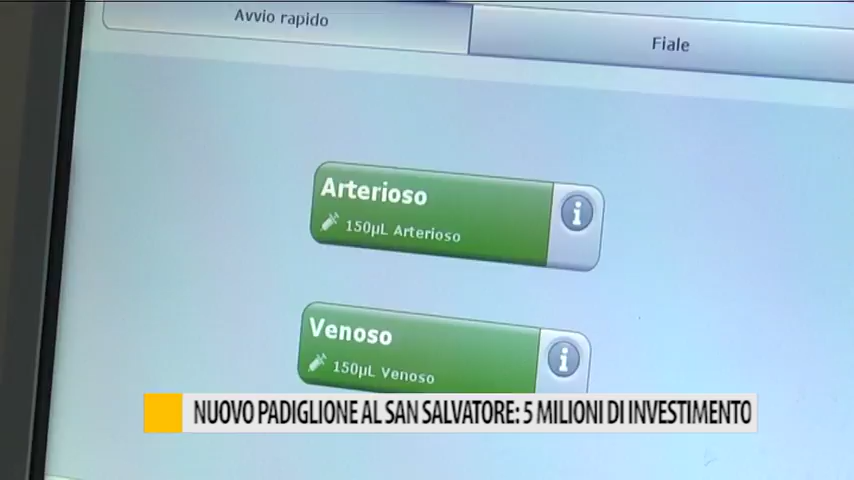 Avvio rapido
Fiale
Arterioso
150µL Arterioso
Venoso
150µL Venoso
NUOVO PADIGLIONE AL SAN SALVATORE: 5 MILIONI DI INVESTIMENTO